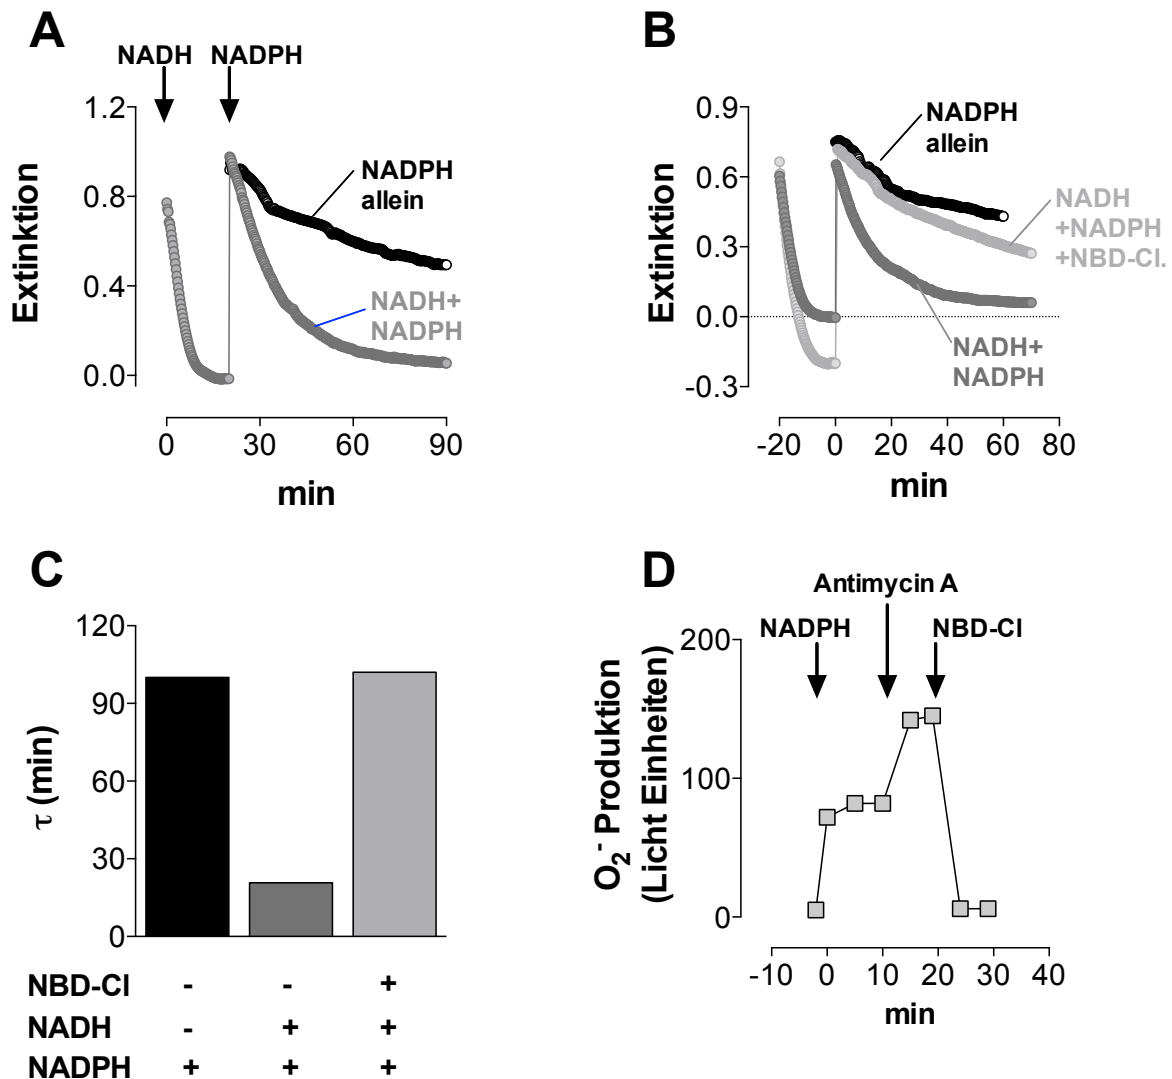 A
NADH NADPH
1.2
0.8
0.4
0.0
Extinktion
NADPH
allein
NADH+
NADPH
0 30 60 90
min
B
0.9
0.6
0.3
0.0
-0.3
Extinktion
NADPH
allein
NADH
+NADPH
+NBD-Cl.
NADH+
NADPH
-20 0 20 40 60 80
min
C
120
90
60
30
0
τ (min)
NBD-Cl - - +
NADH - + +
NADPH + + +
D
Antimycin A
NADPH NBD-Cl
200
100
0
O2- Produktion
(Licht Einheiten)
-10 0 10 20 30 40
min